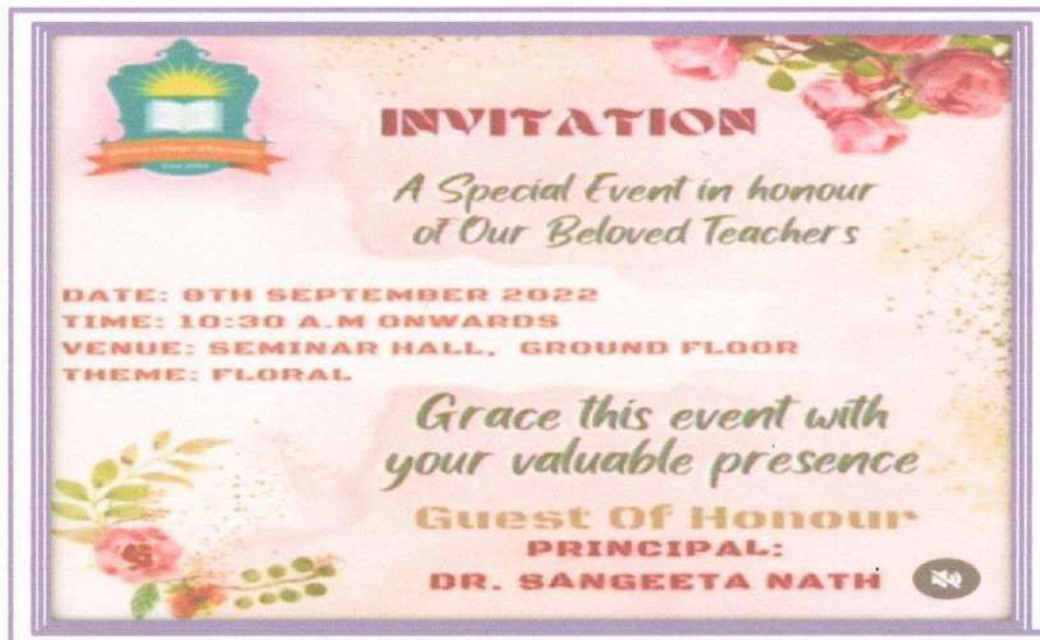 INVITATION
A Special Event in honour
of Our Beloved Teachers
DATE: 8TH SEPTEMBER 2022
TIME: 10:30 A.M ONWARDS
VENUE: SEMINAR HALL, GROUND FLOOR
THEME: FLORAL
Grace this event with
your valuable presence
Guest Of Honour
PRINCIPAL:
DR. SANGEETA NATH